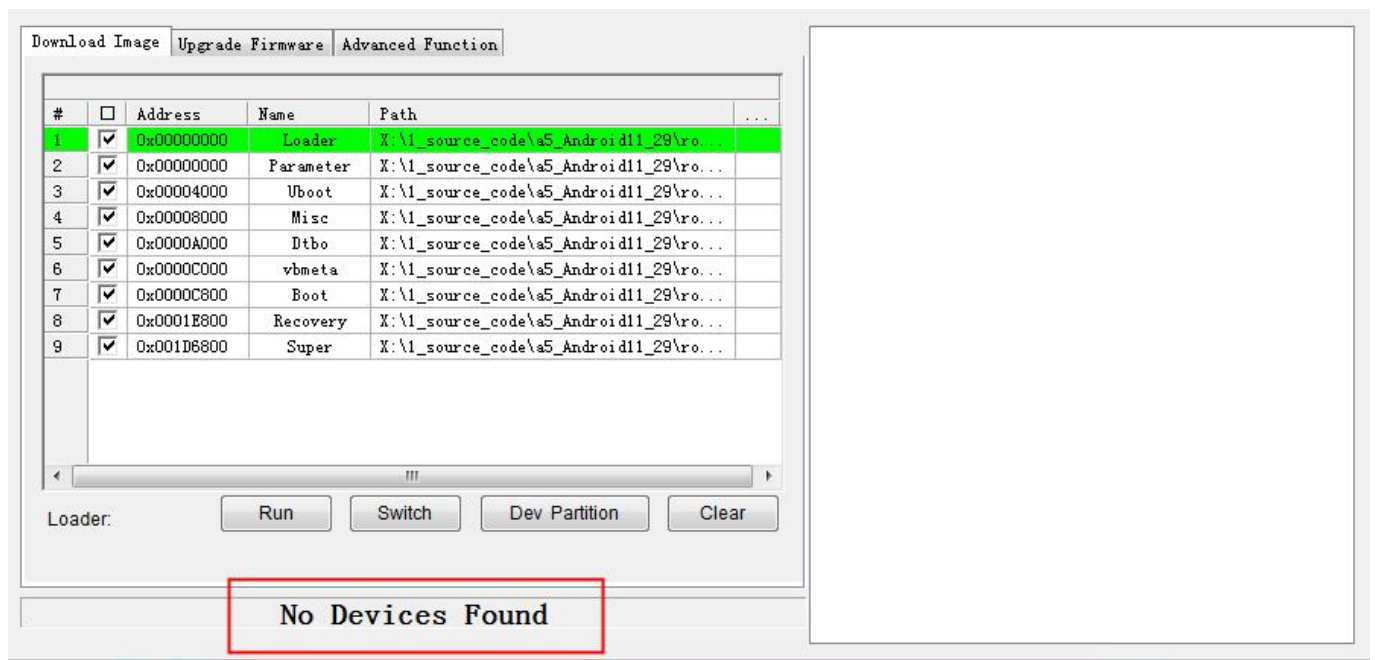 Download Image Upgrade Firmware Advanced Function
# Address Name Path ...
1 0x00000000 Loader X:\1_source_code\a5_Android11_29\ro...
2 0x00000000 Parameter X:\1_source_code\a5_Android11_29\ro...
3 0x00004000 Uboot X:\1_source_code\a5_Android11_29\ro...
4 0x00008000 Misc X:\1_source_code\a5_Android11_29\ro...
5 0x0000A000 Dtbo X:\1_source_code\a5_Android11_29\ro...
6 0x0000C000 vbmeta X:\1_source_code\a5_Android11_29\ro...
7 0x0000C800 Boot X:\1_source_code\a5_Android11_29\ro...
8 0x0001E800 Recovery X:\1_source_code\a5_Android11_29\ro...
9 0x001D6800 Super X:\1_source_code\a5_Android11_29\ro...
Loader: Run Switch Dev Partition Clear
No Devices Found